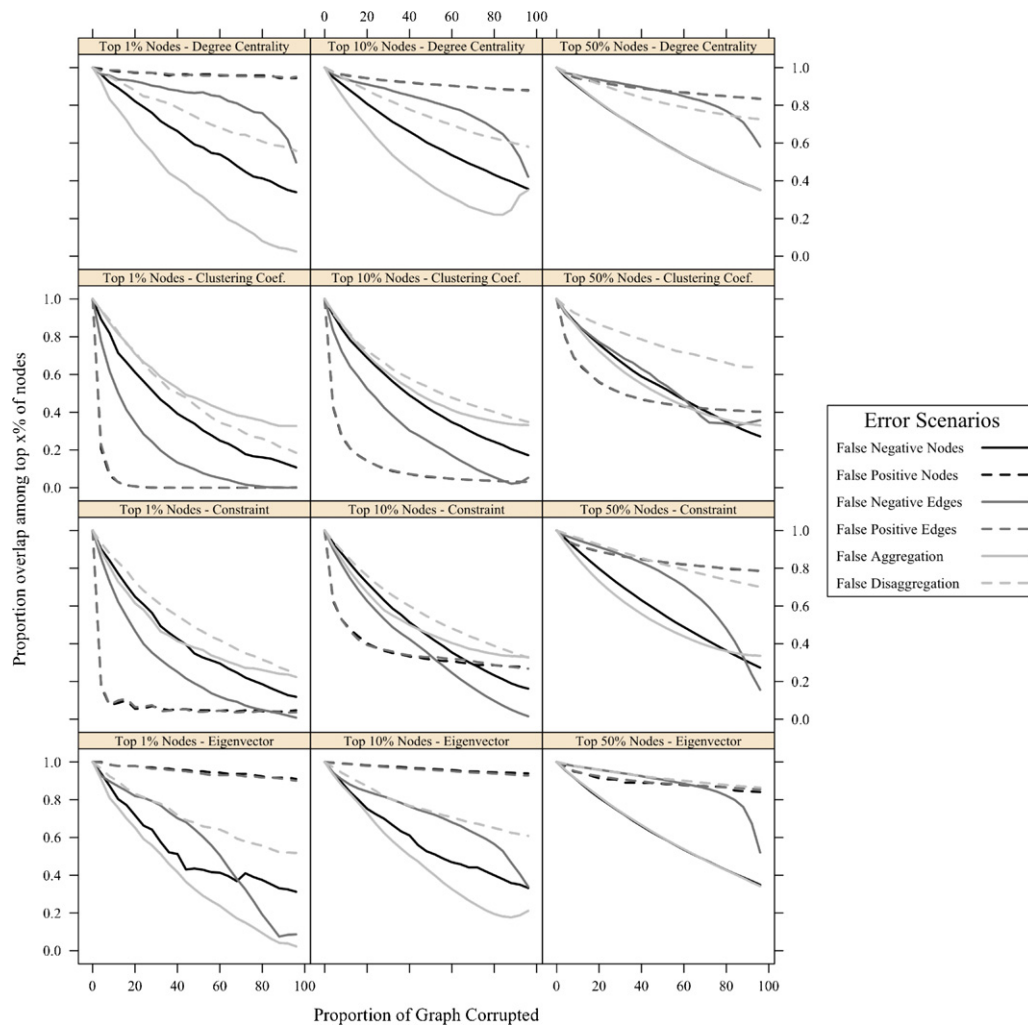 0 20 40 60 80 100
Top 1% Nodes - Degree Centrality
Top 10% Nodes - Degree Centrality
Top 50% Nodes - Degree Centrality
1.0
0.8
0.6
0.4
0.2
0.0
Top 1% Nodes - Clustering Coef.
Top 10% Nodes - Clustering Coef.
Top 50% Nodes - Clustering Coef.
1.0
0.8
0.6
0.4
0.2
0.0
Top 1% Nodes - Constraint
Top 10% Nodes - Constraint
Top 50% Nodes - Constraint
1.0
0.8
0.6
0.4
0.2
0.0
Top 1% Nodes - Eigenvector
Top 10% Nodes - Eigenvector
Top 50% Nodes - Eigenvector
1.0
0.8
0.6
0.4
0.2
0.0
0 20 40 60 80 100
0 20 40 60 80 100
Proportion overlap among top x% of nodes
Proportion of Graph Corrupted
Error Scenarios
False Negative Nodes
False Positive Nodes
False Negative Edges
False Positive Edges
False Aggregation
False Disaggregation